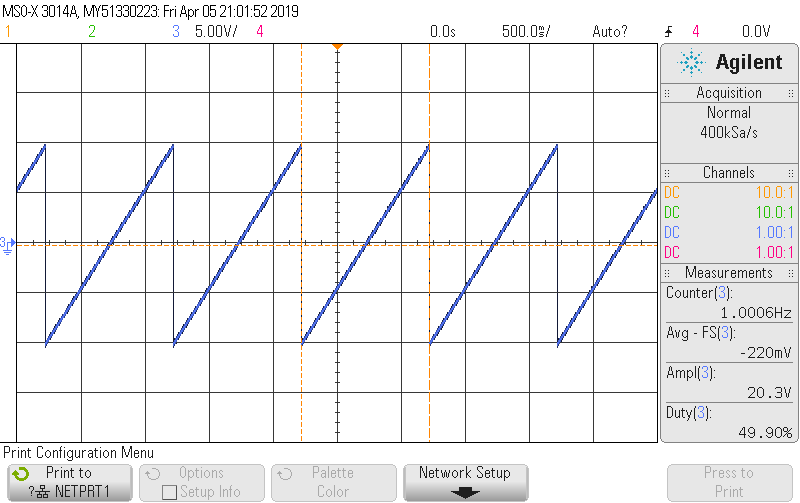 MSO-X 3014A, MY51330223: Fri Apr 05 21:01:52 2019
1 2 3 5.00V/ 4 0.0s 500.0ms/ Auto? 4 0.0V
Agilent
Acquisition
Normal
400kSa/s
Channels
DC 10.0:1
DC 10.0:1
DC 1.00:1
DC 1.00:1
Measurements
Counter(3):
1.0006Hz
Avg - FS(3):
-220mV
Ampl(3):
20.3V
Duty(3):
49.90%
3
Print Configuration Menu
Print to
? NETPRT1
Options
Setup Info
Palette
Color
Network Setup
Press to
Print